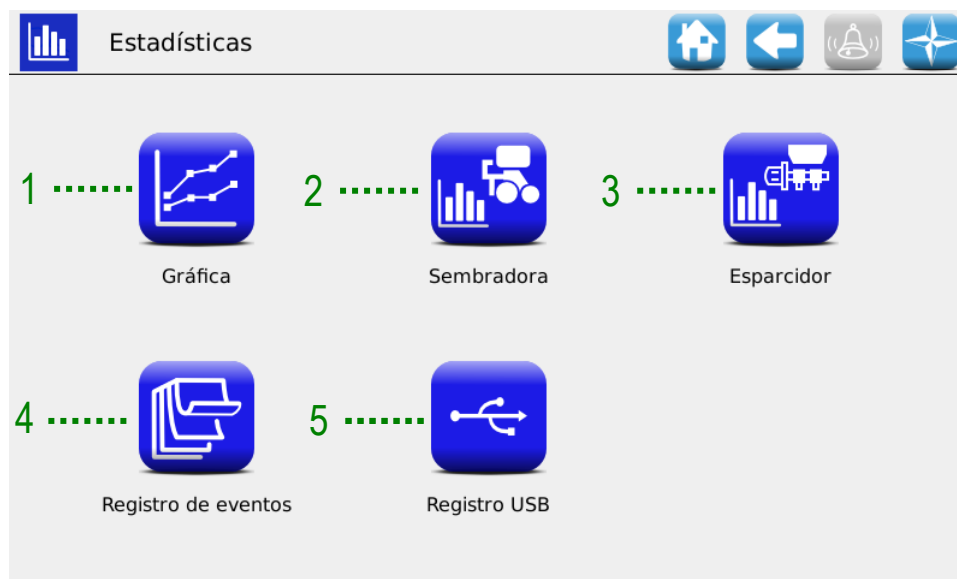 Estadísticas
1
2
3
Gráfica
Sembradora
Esparcidor
4
5
Registro de eventos
Registro USB